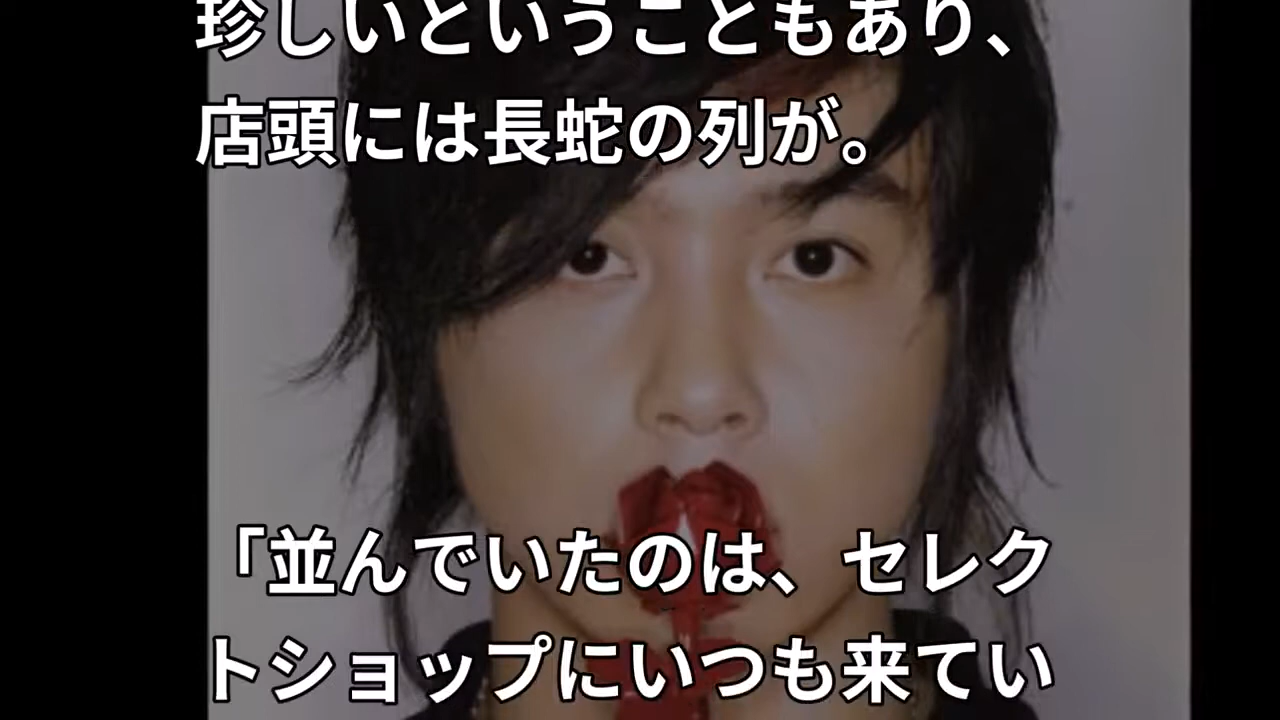 珍しいということもあり、
店頭には長蛇の列が。
「並んでいたのは、セレク
トショップにいつも来てい